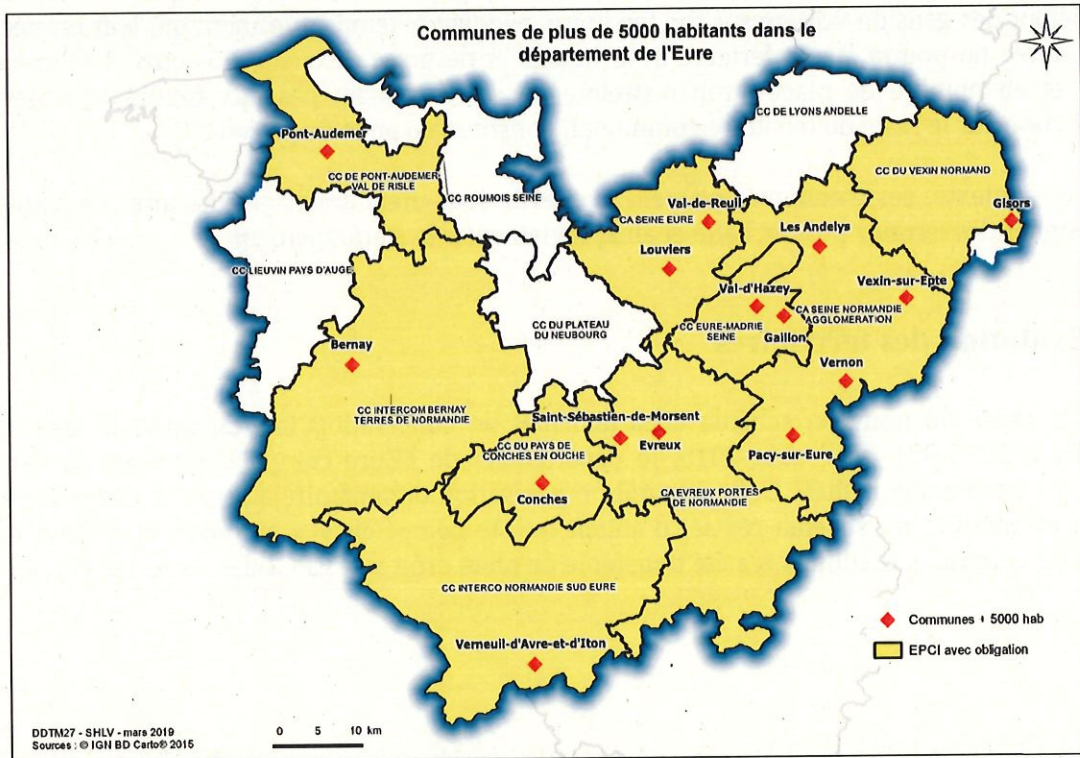 Communes de plus de 5000 habitants dans le
département de l'Eure
CC DE LYONS ANDELLE
Pont-Audemer
CC DE PONT-AUDEMER
VAL DE RISLE
CC ROUMOIS SEINE
CC DU VEXIN NORMAND
Gisors
Val-de-Reuil
CA SEINE EURE
Les Andelys
Louviers
CC LIEUVIN PAYS D'AUGE
Vexin-sur-Epte
Val-d'Hazey
CA SEINE NORMANDIE
AGGLOMERATION
CC EURE-MADRIE
SEINE
Gaillon
CC DU PLATEAU
DU NEUBOURG
Bernay
Vernon
CC INTERCOM BERNAY
TERRES DE NORMANDIE
Saint-Sébastien-de-Morsent
Evreux
CC DU PAYS DE
CONCHES EN OUCHE
Pacy-sur-Eure
Conches
CA EVREUX PORTES
DE NORMANDIE
CC INTERCO NORMANDIE SUD EURE
Verneuil-d'Avre-et-d'Iton
Communes + 5000 hab
EPCI avec obligation
DDTM27 - SHLV - mars 2019
Sources : © IGN BD Carto® 2015
0 5 10 km